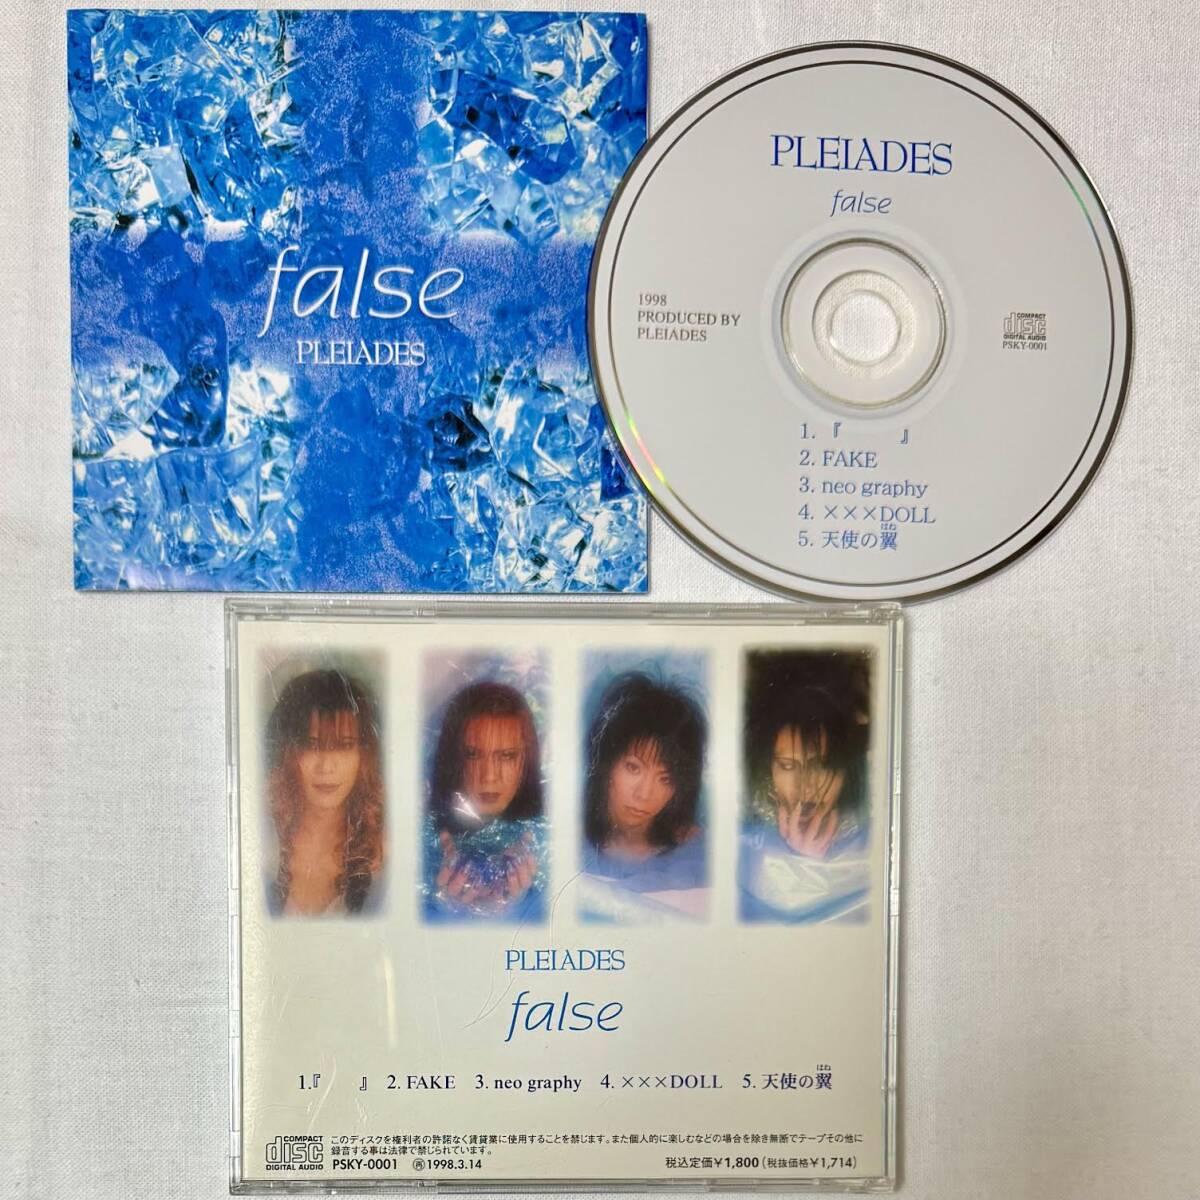 false
PLEIADES
PLEIADES
false
1998
PRODUCED BY
PLEIADES
COMPACT
disc
DIGITAL AUDIO
PSKY-0001
1.『　　』
2. FAKE
3. neo graphy
4. ×××DOLL
はね
5. 天使の翼
PLEIADES
false
はね
1.『　　』 2. FAKE 3. neo graphy 4. ×××DOLL 5. 天使の翼
COMPACT
disc
DIGITAL AUDIO
このディスクを権利者の許諾なく賃貸業に使用することを禁じます。また個人的に楽しむなどの場合を除き無断でテープその他に
録音する事は法律で禁じられています。
PSKY-0001 1998.3.14 税込定価¥1,800(税抜価格¥1,714)